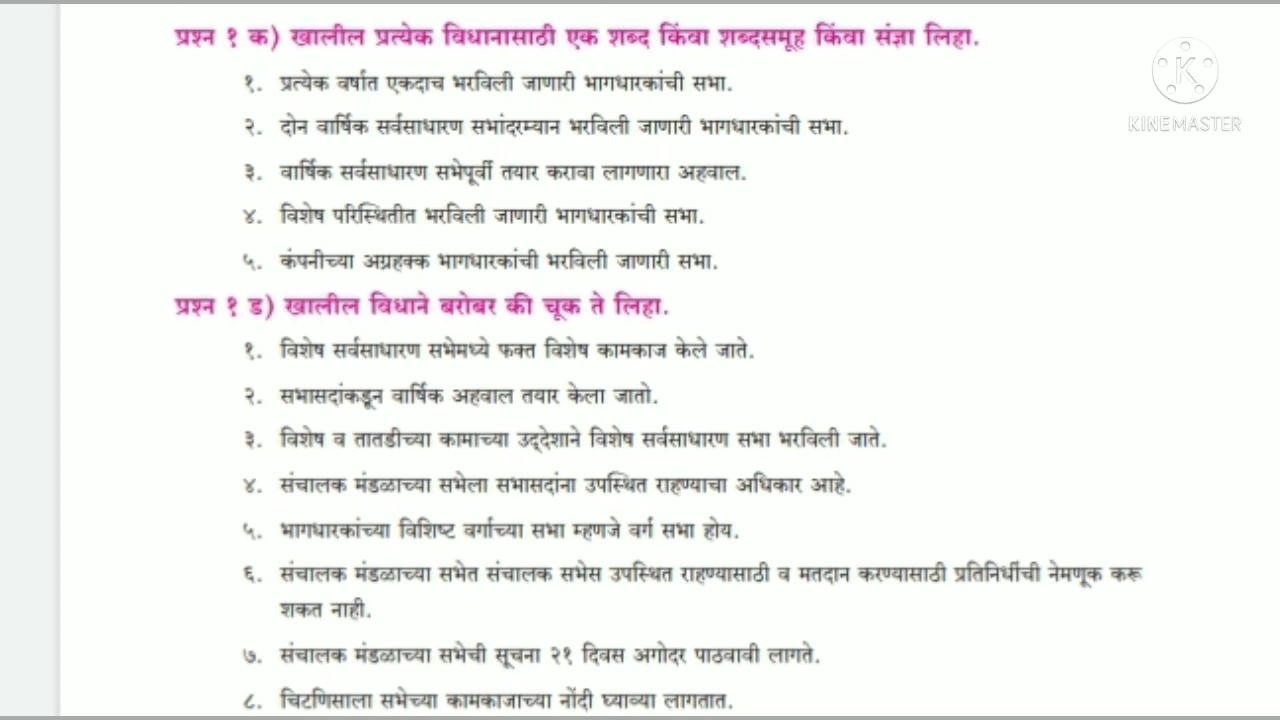 प्रश्न १ क) खालील प्रत्येक विधानासाठी एक शब्द किंवा शब्दसमूह किंवा संज्ञा लिहा.
K
KINEMASTER
१. प्रत्येक वर्षात एकदाच भरविली जाणारी भागधारकांची सभा.
२. दोन वार्षिक सर्वसाधारण सभांदरम्यान भरविली जाणारी भागधारकांची सभा.
३. वार्षिक सर्वसाधारण सभेपूर्वी तयार करावा लागणारा अहवाल.
४. विशेष परिस्थितीत भरविली जाणारी भागधारकांची सभा.
५. कंपनीच्या अग्रहक्क भागधारकांची भरविली जाणारी सभा.
प्रश्न १ ड) खालील विधाने बरोबर की चूक ते लिहा.
१. विशेष सर्वसाधारण सभेमध्ये फक्त विशेष कामकाज केले जाते.
२. सभासदांकडून वार्षिक अहवाल तयार केला जातो.
३. विशेष व तातडीच्या कामाच्या उद्देशाने विशेष सर्वसाधारण सभा भरविली जाते.
४. संचालक मंडळाच्या सभेला सभासदांना उपस्थित राहण्याचा अधिकार आहे.
५. भागधारकांच्या विशिष्ट वर्गाच्या सभा म्हणजे वर्ग सभा होय.
६. संचालक मंडळाच्या सभेत संचालक सभेस उपस्थित राहण्यासाठी व मतदान करण्यासाठी प्रतिनिधींची नेमणूक करू
शकत नाही.
७. संचालक मंडळाच्या सभेची सूचना २१ दिवस अगोदर पाठवावी लागते.
८. चिटणिसाला सभेच्या कामकाजाच्या नोंदी घ्याव्या लागतात.